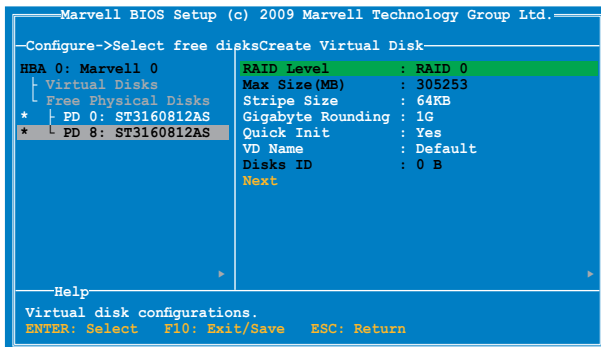 Marvell BIOS Setup (c) 2009 Marvell Technology Group Ltd.
Configure->Select free disksCreate Virtual Disk
HBA 0: Marvell 0
Virtual Disks
Free Physical Disks
* PD 0: ST3160812AS
* PD 8: ST3160812AS
RAID Level : RAID 0
Max Size(MB) : 305253
Stripe Size : 64KB
Gigabyte Rounding : 1G
Quick Init : Yes
VD Name : Default
Disks ID : 0 B
Next
Help
Virtual disk configurations.
ENTER: Select F10: Exit/Save ESC: Return